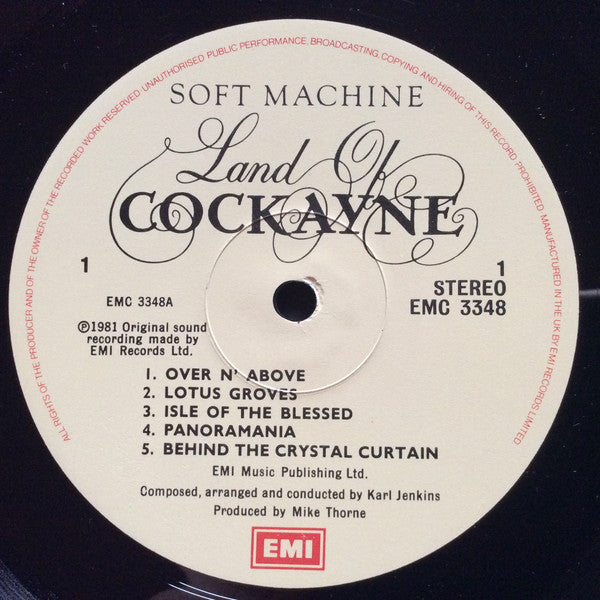 ALL RIGHTS OF THE PRODUCER AND OF THE OWNER OF THE RECORDED WORK RESERVED. UNAUTHORISED PUBLIC PERFORMANCE, BROADCASTING, COPYING AND HIRING OF THIS RECORD PROHIBITED. MANUFACTURED IN THE UK BY EMI RECORDS LIMITED
SOFT MACHINE
Land Of
COCKAYNE
1
EMC 3348A
℗1981 Original sound
recording made by
EMI Records Ltd.
1
STEREO
EMC 3348
1. OVER N' ABOVE
2. LOTUS GROVES
3. ISLE OF THE BLESSED
4. PANORAMANIA
5. BEHIND THE CRYSTAL CURTAIN
EMI Music Publishing Ltd.
Composed, arranged and conducted by Karl Jenkins
Produced by Mike Thorne
EMI